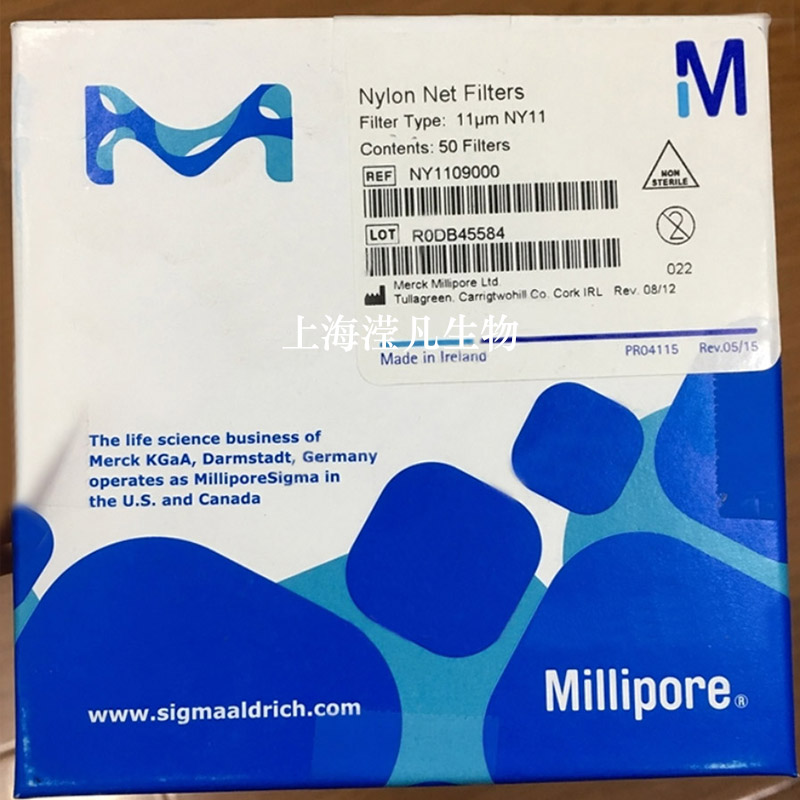 M
Nylon Net Filters
Filter Type: 11µm NY11
Contents: 50 Filters
REF NY1109000
NON
STERILE
LOT R0DB45584
2
022
Merck Millipore Ltd.
Tullagreen, Carrigtwohill Co. Cork IRL Rev. 08/12
上海滢凡生物
Made in Ireland PR04115 Rev.05/15
The life science business of
Merck KGaA, Darmstadt, Germany
operates as MilliporeSigma in
the U.S. and Canada
www.sigmaaldrich.com
Millipore®